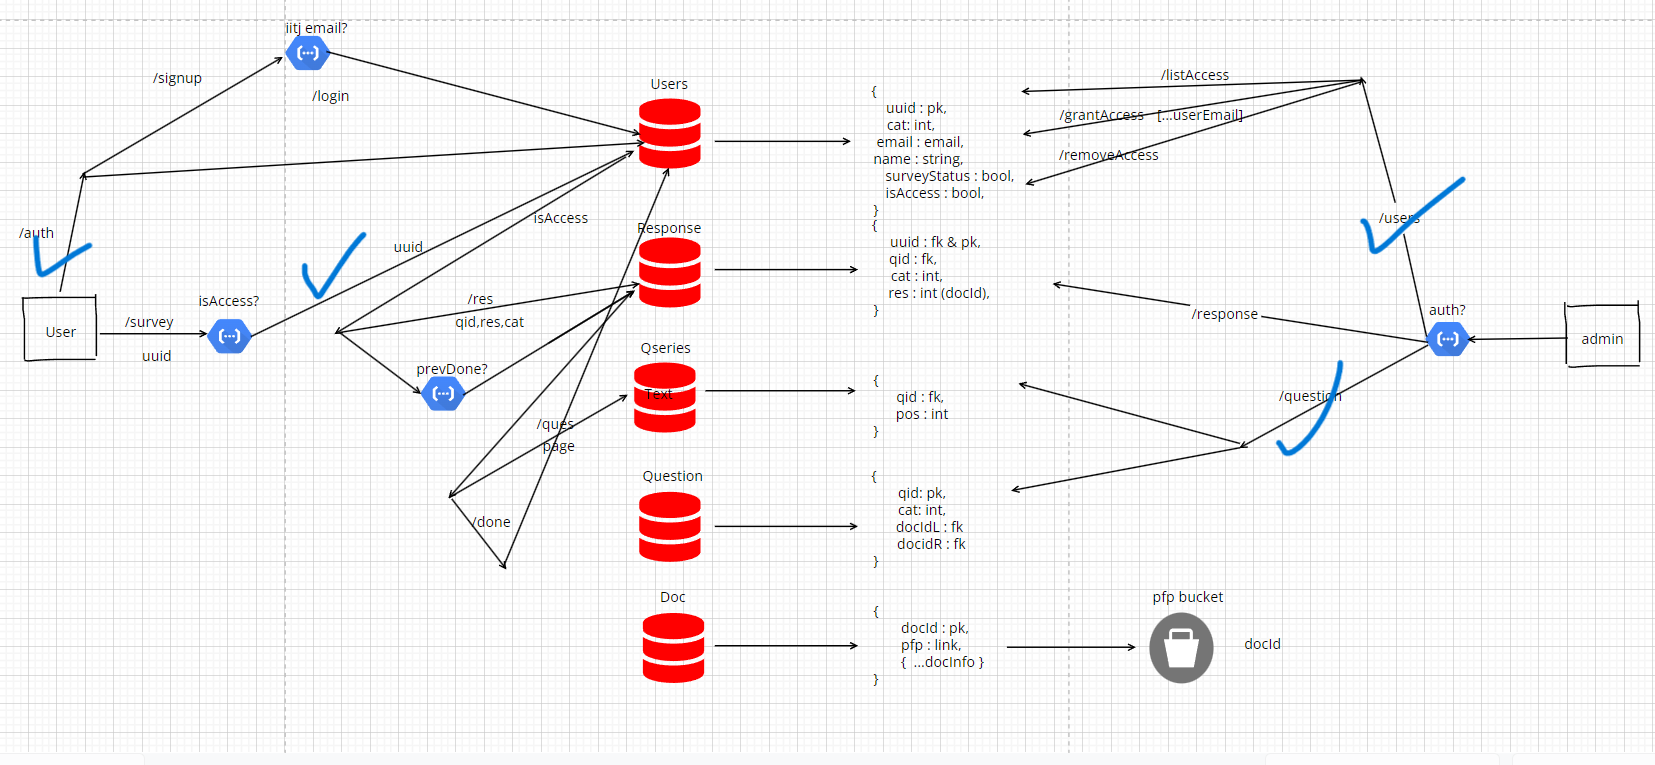 iitj email?
/signup
/login
/auth
User
/survey
uuid
isAccess?
uuid
isAccess
/res
qid,res,cat
prevDone?
/ques
page
/done
Users
Response
Qseries
Text
Question
Doc
{
uuid : pk,
cat: int,
email : email,
name : string,
surveyStatus : bool,
isAccess : bool,
}
{
uuid : fk & pk,
qid : fk,
cat : int,
res : int (docId),
}
{
qid : fk,
pos : int
}
{
qid: pk,
cat: int,
docIdL : fk
docidR : fk
}
{
docId : pk,
pfp : link,
{ ...docInfo }
}
/listAccess
/grantAccess [...userEmail]
/removeAccess
/users
auth?
admin
/response
/question
pfp bucket
docId